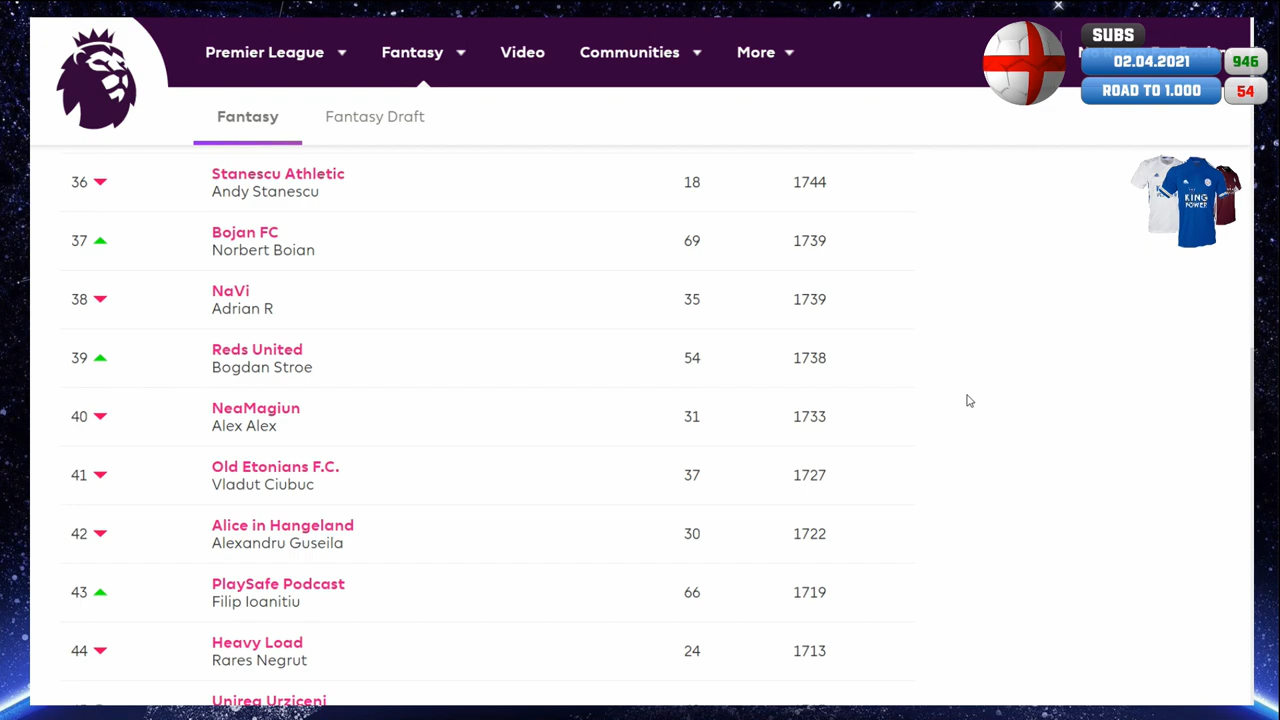 Premier League
Fantasy
Video
Communities
More
SUBS
02.04.2021
946
ROAD TO 1.000
54
Fantasy
Fantasy Draft
36 Stanescu Athletic 18 1744
Andy Stanescu
37 Bojan FC 69 1739
Norbert Boian
38 NaVi 35 1739
Adrian R
39 Reds United 54 1738
Bogdan Stroe
40 NeaMagiun 31 1733
Alex Alex
41 Old Etonians F.C. 37 1727
Vladut Ciubuc
42 Alice in Hangeland 30 1722
Alexandru Guseila
43 PlaySafe Podcast 66 1719
Filip Ioanitiu
44 Heavy Load 24 1713
Rares Negrut
Unirea Urziceni
KING
POWER